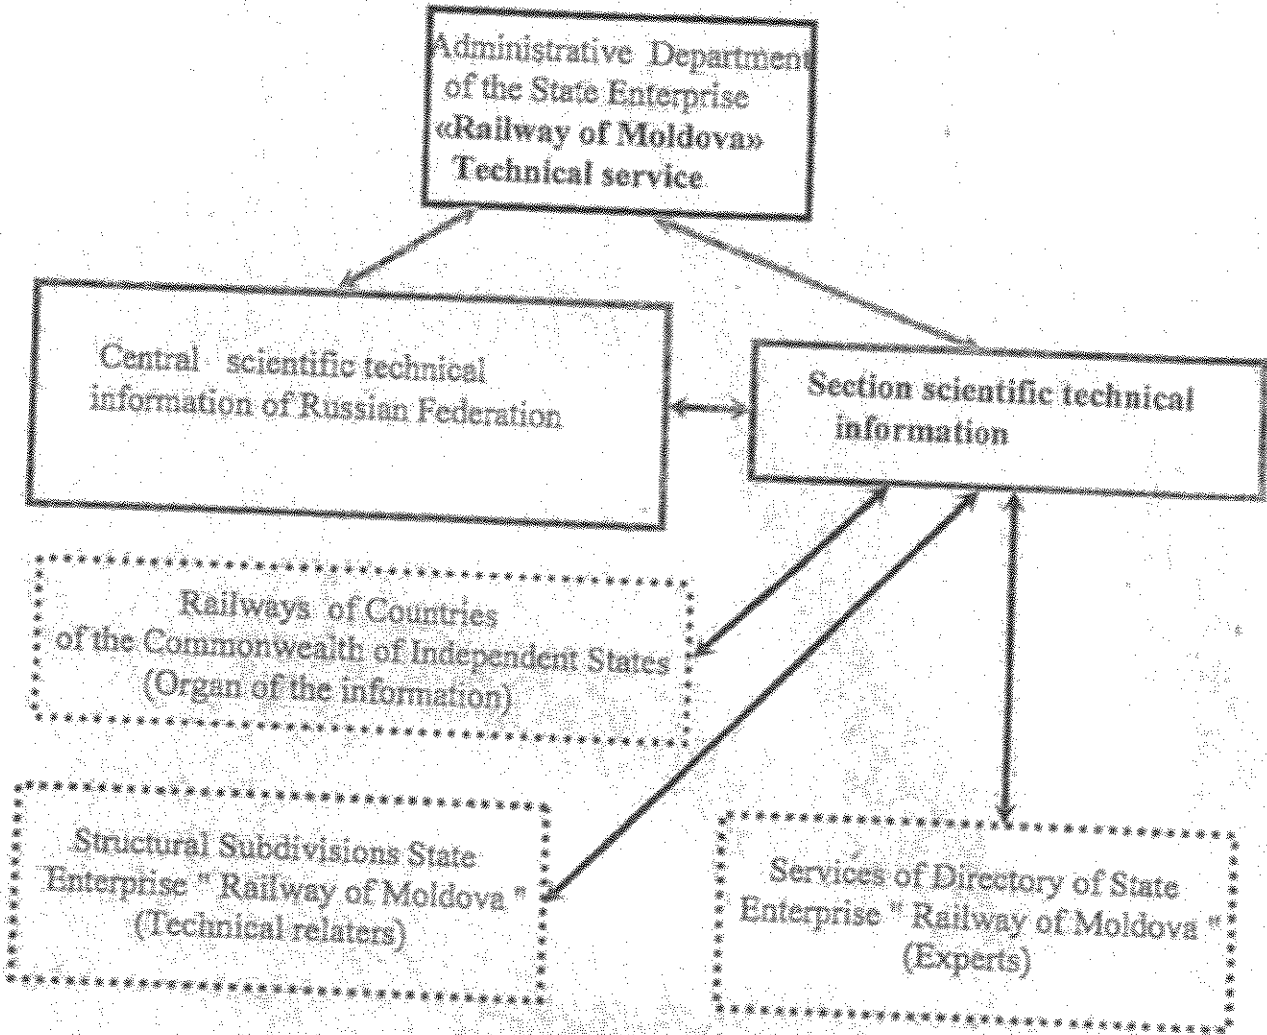 Administrative Department
of the State Enterprise
«Railway of Moldova»
Technical service
Central scientific technical
information of Russian Federation
Section scientific technical
information
Railways of Countries
of the Commonwealth of Independent States
(Organ of the information)
Structural Subdivisions State
Enterprise " Railway of Moldova "
(Technical relaters)
Services of Directory of State
Enterprise " Railway of Moldova "
(Experts)